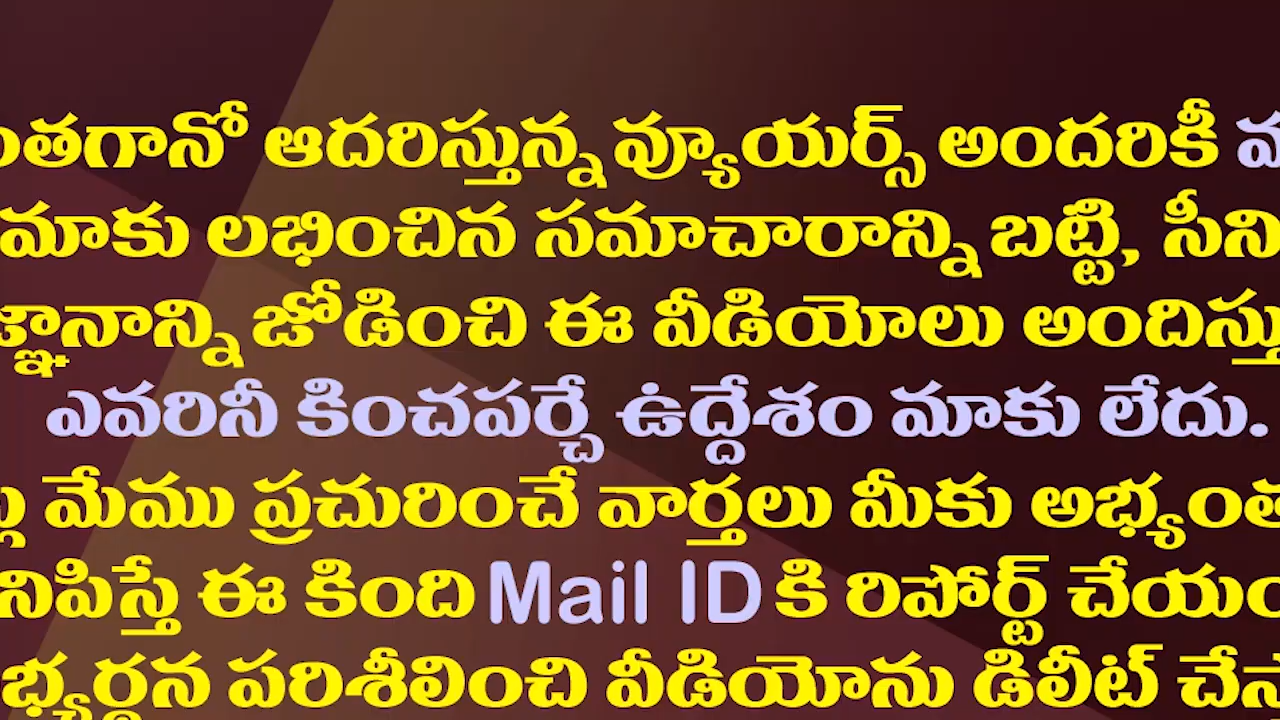 ంతగానో ఆదరిస్తున్న వ్యూయర్స్ అందరికీ
మాకు లభించిన సమాచారాన్ని బట్టి, సీని
జ్ఞానాన్ని జోడించి ఈ వీడియోలు అందిస్తు
ఎవరినీ కించపర్చే ఉద్దేశం మాకు లేదు.
మేము ప్రచురించే వార్తలు మీకు అభ్యంత
నిపిస్తే ఈ కింది Mail ID కి రిపోర్ట్ చేయం
భ్యర్థన పరిశీలించి వీడియోను డిలీట్ చేస